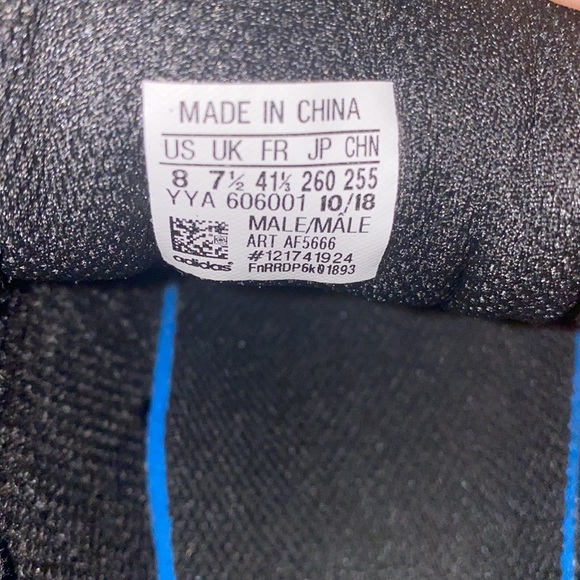 MADE IN CHINA
US UK FR JP CHN
8 7½ 41⅓ 260 255
YYA 606001 10/18
MALE/MÂLE
ART AF5666
#121741924
adidas FnRRDP6k01893